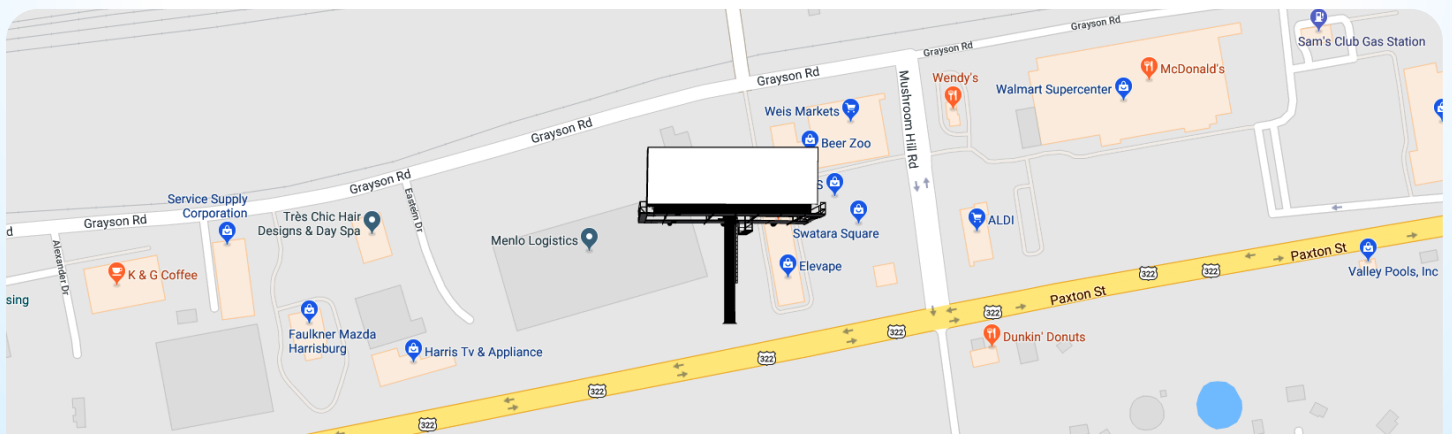 Grayson Rd
Grayson Rd
Sam's Club Gas Station
McDonald's
Wendy's
Walmart Supercenter
Grayson Rd
Weis Markets
Mushroom Hill Rd
Grayson Rd
Beer Zoo
Grayson Rd
S
Service Supply
Corporation
Très Chic Hair
Designs & Day Spa
Easteim Dr
Grayson Rd
d
ALDI
Swatara Square
Menlo Logistics
Alexander Dr
K & G Coffee
Elevape
Paxton St
Valley Pools, Inc
322
322
Paxton St
sing
322
322
Faulkner Mazda
Harrisburg
Dunkin' Donuts
Harris Tv & Appliance
322
322
322